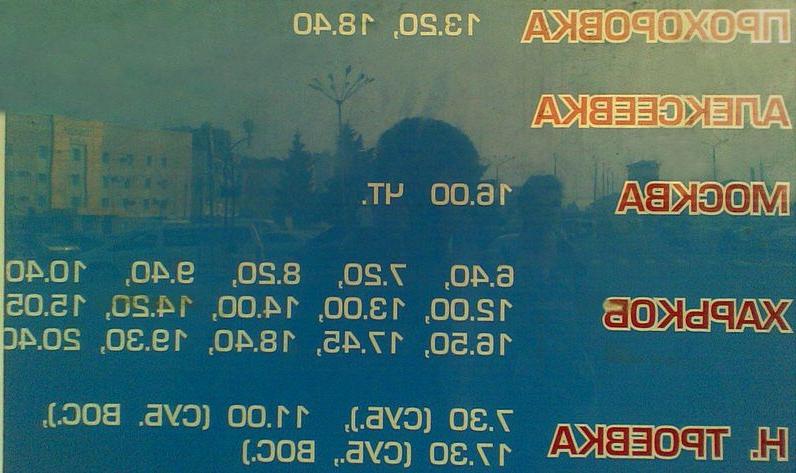 ПРОХОРОВКА 13.20, 18.40
АЛЕКСЕЕВКА
МОСКВА 16.00 ЧТ.
6.40, 7.20, 8.20, 9.40, 10.40
ХАРЬКОВ 12.00, 13.00, 14.00, 14.20, 15.05
16.50, 17.45, 18.40, 19.30, 20.40
Н. ТРОЕВКА 7.30 (СУБ.), 11.00 (СУБ. ВОС.),
17.30 (СУБ., ВОС.)